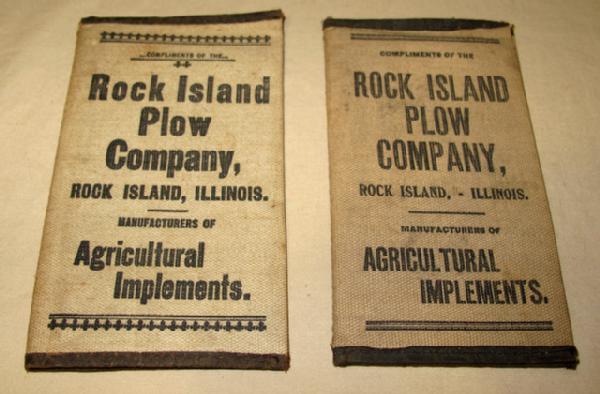 ...COMPLIMENTS OF THE...
Rock Island
Plow
Company,
ROCK ISLAND, ILLINOIS.
MANUFACTURERS OF
Agricultural
Implements.
COMPLIMENTS OF THE
ROCK ISLAND
PLOW
COMPANY,
ROCK ISLAND, - ILLINOIS.
MANUFACTURERS OF
AGRICULTURAL
IMPLEMENTS.